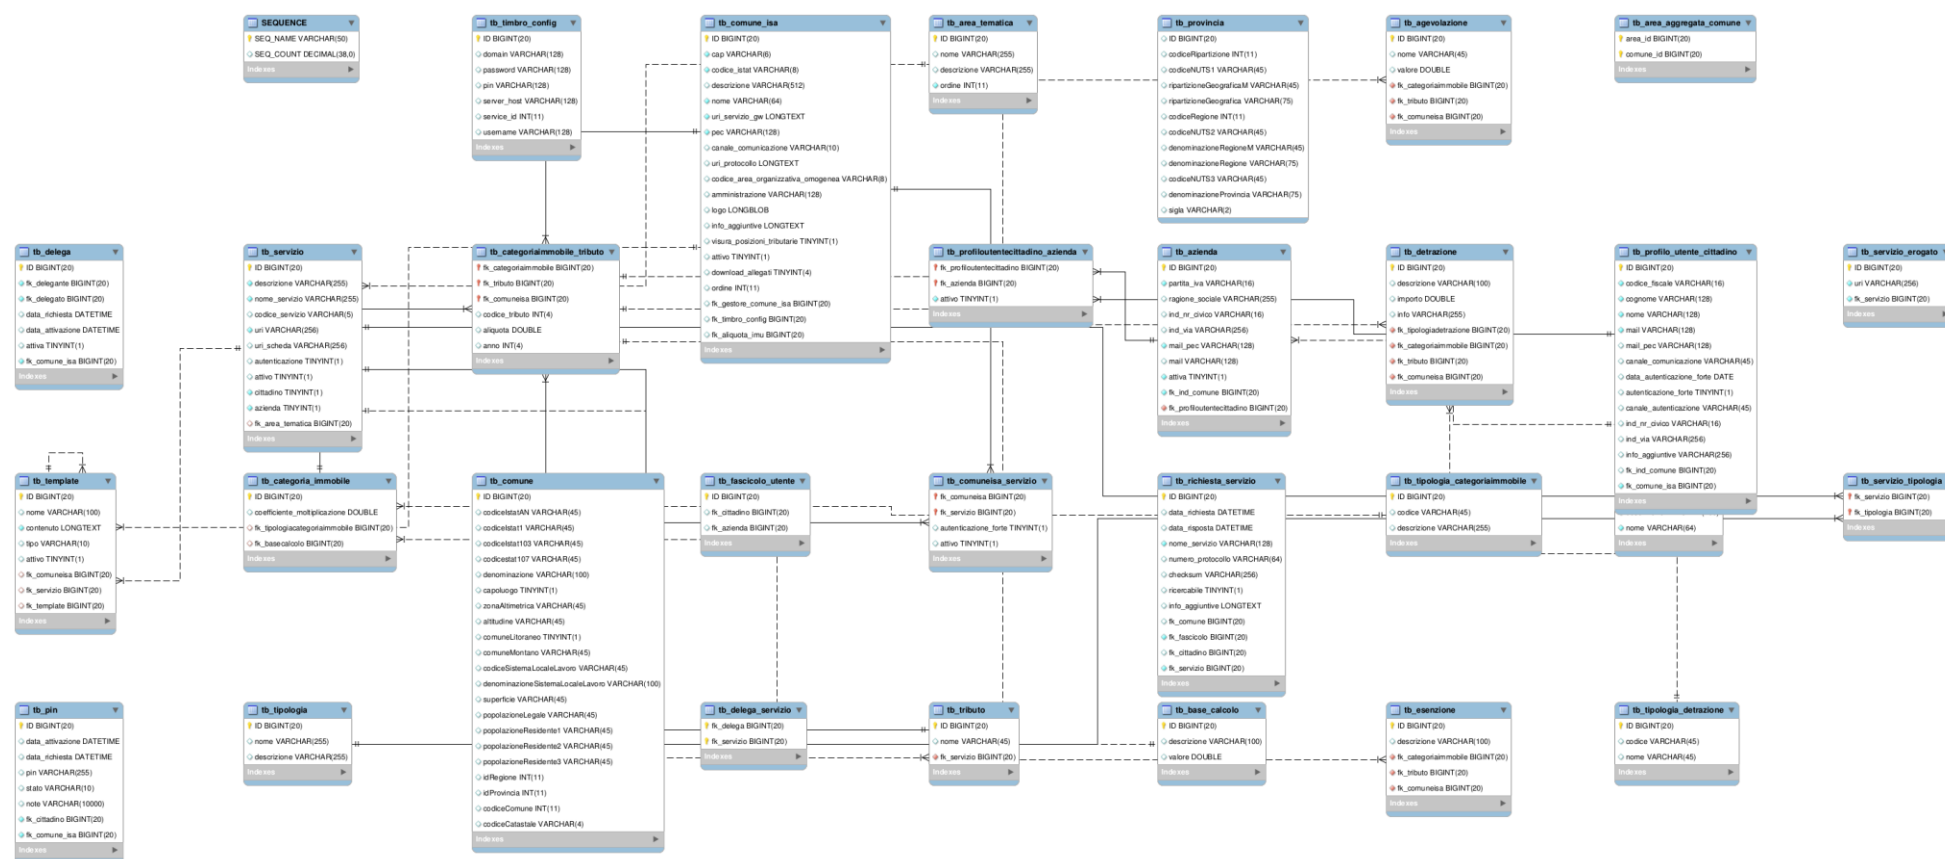 SEQUENCE
SEQ_NAME VARCHAR(50)
SEQ_COUNT DECIMAL(38,0)
Indexes
tb_timbro_config
ID BIGINT(20)
domain VARCHAR(128)
password VARCHAR(128)
pin VARCHAR(128)
server_host VARCHAR(128)
service_id INT(11)
username VARCHAR(128)
Indexes
tb_comune_isa
ID BIGINT(20)
cap VARCHAR(6)
codice_istat VARCHAR(8)
descrizione VARCHAR(512)
nome VARCHAR(64)
uri_servizio_gw LONGTEXT
pec VARCHAR(128)
canale_comunicazione VARCHAR(10)
uri_protocollo LONGTEXT
codice_area_organizzativa_omogenea VARCHAR(8)
amministrazione VARCHAR(128)
logo LONGBLOB
info_aggiuntive LONGTEXT
visura_posizioni_tributarie TINYINT(1)
attivo TINYINT(1)
download_allegati TINYINT(4)
ordine INT(11)
fk_gestore_comune_isa BIGINT(20)
fk_timbro_config BIGINT(20)
fk_aliquota_imu BIGINT(20)
Indexes
tb_area_tematica
ID BIGINT(20)
nome VARCHAR(255)
descrizione VARCHAR(255)
ordine INT(11)
Indexes
tb_provincia
ID BIGINT(20)
codiceRipartizione INT(11)
codiceNUTS1 VARCHAR(45)
ripartizioneGeograficaM VARCHAR(45)
ripartizioneGeografica VARCHAR(75)
codiceRegione INT(11)
codiceNUTS2 VARCHAR(45)
denominazioneRegioneM VARCHAR(45)
denominazioneRegione VARCHAR(75)
codiceNUTS3 VARCHAR(45)
denominazioneProvincia VARCHAR(75)
sigla VARCHAR(2)
tb_agevolazione
ID BIGINT(20)
nome VARCHAR(45)
valore DOUBLE
fk_categoriaimmobile BIGINT(20)
fk_tributo BIGINT(20)
fk_comuneisa BIGINT(20)
Indexes
tb_area_aggregata_comune
area_id BIGINT(20)
comune_id BIGINT(20)
Indexes
tb_delega
ID BIGINT(20)
fk_delegante BIGINT(20)
fk_delegato BIGINT(20)
data_richiesta DATETIME
data_attivazione DATETIME
attiva TINYINT(1)
fk_comune_isa BIGINT(20)
Indexes
tb_servizio
ID BIGINT(20)
descrizione VARCHAR(255)
nome_servizio VARCHAR(255)
codice_servizio VARCHAR(5)
uri VARCHAR(256)
uri_scheda VARCHAR(256)
autenticazione TINYINT(1)
attivo TINYINT(1)
cittadino TINYINT(1)
azienda TINYINT(1)
fk_area_tematica BIGINT(20)
Indexes
tb_categoriaimmobile_tributo
fk_categoriaimmobile BIGINT(20)
fk_tributo BIGINT(20)
fk_comuneisa BIGINT(20)
codice_tributo INT(4)
aliquota DOUBLE
anno INT(4)
Indexes
tb_profiloutentecittadino_azienda
fk_profiloutentecittadino BIGINT(20)
fk_azienda BIGINT(20)
attivo TINYINT(1)
Indexes
tb_azienda
ID BIGINT(20)
partita_iva VARCHAR(16)
ragione_sociale VARCHAR(255)
ind_nr_civico VARCHAR(16)
ind_via VARCHAR(256)
mail_pec VARCHAR(128)
mail VARCHAR(128)
attiva TINYINT(1)
fk_ind_comune BIGINT(20)
fk_profiloutentecittadino BIGINT(20)
Indexes
tb_detrazione
ID BIGINT(20)
descrizione VARCHAR(100)
importo DOUBLE
info VARCHAR(255)
fk_tipologiadetrazione BIGINT(20)
fk_categoriaimmobile BIGINT(20)
fk_tributo BIGINT(20)
fk_comuneisa BIGINT(20)
Indexes
tb_profilo_utente_cittadino
ID BIGINT(20)
codice_fiscale VARCHAR(16)
cognome VARCHAR(128)
nome VARCHAR(128)
mail VARCHAR(128)
mail_pec VARCHAR(128)
canale_comunicazione VARCHAR(45)
data_autenticazione_forte DATE
autenticazione_forte TINYINT(1)
canale_autenticazione VARCHAR(45)
ind_nr_civico VARCHAR(16)
ind_via VARCHAR(256)
info_aggiuntive VARCHAR(256)
fk_ind_comune BIGINT(20)
fk_comune_isa BIGINT(20)
Indexes
nome VARCHAR(64)
Indexes
tb_servizio_erogato
ID BIGINT(20)
uri VARCHAR(256)
fk_servizio BIGINT(20)
Indexes
tb_template
ID BIGINT(20)
nome VARCHAR(100)
contenuto LONGTEXT
tipo VARCHAR(10)
attivo TINYINT(1)
fk_comuneisa BIGINT(20)
fk_servizio BIGINT(20)
fk_template BIGINT(20)
Indexes
tb_categoria_immobile
ID BIGINT(20)
coefficiente_moltiplicazione DOUBLE
fk_tipologiacategoriaimmobile BIGINT(20)
fk_basecalcolo BIGINT(20)
Indexes
tb_comune
ID BIGINT(20)
codiceIstatAN VARCHAR(45)
codiceIstat1 VARCHAR(45)
codiceIstat103 VARCHAR(45)
codicestat107 VARCHAR(45)
denominazione VARCHAR(100)
capoluogo TINYINT(1)
zonaAltimetrica VARCHAR(45)
altitudine VARCHAR(45)
comuneLitoraneo TINYINT(1)
comuneMontano VARCHAR(45)
codiceSistemaLocaleLavoro VARCHAR(45)
denominazioneSistemaLocaleLavoro VARCHAR(100)
superficie VARCHAR(45)
popolazioneLegale VARCHAR(45)
popolazioneResidente1 VARCHAR(45)
popolazioneResidente2 VARCHAR(45)
popolazioneResidente3 VARCHAR(45)
idRegione INT(11)
idProvincia INT(11)
codiceComune INT(11)
codiceCatastale VARCHAR(4)
Indexes
tb_fascicolo_utente
ID BIGINT(20)
fk_cittadino BIGINT(20)
fk_azienda BIGINT(20)
Indexes
tb_comuneisa_servizio
fk_comuneisa BIGINT(20)
fk_servizio BIGINT(20)
autenticazione_forte TINYINT(1)
attivo TINYINT(1)
Indexes
tb_richiesta_servizio
ID BIGINT(20)
data_richiesta DATETIME
data_risposta DATETIME
nome_servizio VARCHAR(128)
numero_protocollo VARCHAR(64)
checksum VARCHAR(256)
ricercabile TINYINT(1)
info_aggiuntive LONGTEXT
fk_comune BIGINT(20)
fk_fascicolo BIGINT(20)
fk_cittadino BIGINT(20)
fk_servizio BIGINT(20)
Indexes
tb_tipologia_categoriaimmobile
ID BIGINT(20)
codice VARCHAR(45)
descrizione VARCHAR(255)
Indexes
tb_servizio_tipologia
fk_servizio BIGINT(20)
fk_tipologia BIGINT(20)
Indexes
tb_pin
ID BIGINT(20)
data_attivazione DATETIME
data_richiesta DATETIME
pin VARCHAR(255)
stato VARCHAR(10)
note VARCHAR(10000)
fk_cittadino BIGINT(20)
fk_comune_isa BIGINT(20)
Indexes
tb_tipologia
ID BIGINT(20)
nome VARCHAR(255)
descrizione VARCHAR(255)
Indexes
tb_delega_servizio
fk_delega BIGINT(20)
fk_servizio BIGINT(20)
Indexes
tb_tributo
ID BIGINT(20)
nome VARCHAR(45)
fk_servizio BIGINT(20)
Indexes
tb_base_calcolo
ID BIGINT(20)
descrizione VARCHAR(100)
valore DOUBLE
Indexes
tb_esenzione
ID BIGINT(20)
descrizione VARCHAR(100)
fk_categoriaimmobile BIGINT(20)
fk_tributo BIGINT(20)
fk_comuneisa BIGINT(20)
Indexes
tb_tipologia_detrazione
ID BIGINT(20)
codice VARCHAR(45)
nome VARCHAR(45)
Indexes